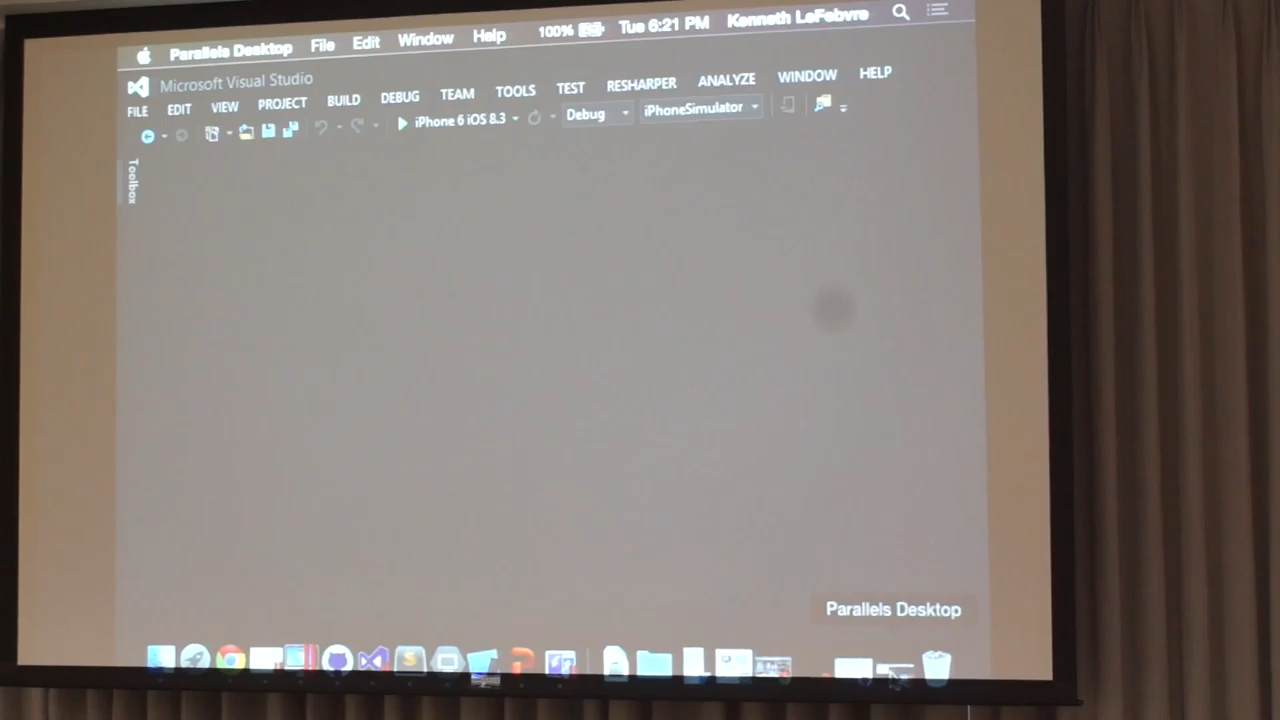 Parallels Desktop File Edit Window Help 100% Tue 6:21 PM Kenneth LeFebvre
Microsoft Visual Studio
FILE EDIT VIEW PROJECT BUILD DEBUG TEAM TOOLS TEST RESHARPER ANALYZE WINDOW HELP
iPhone 6 iOS 8.3 Debug iPhoneSimulator
Toolbox
Parallels Desktop